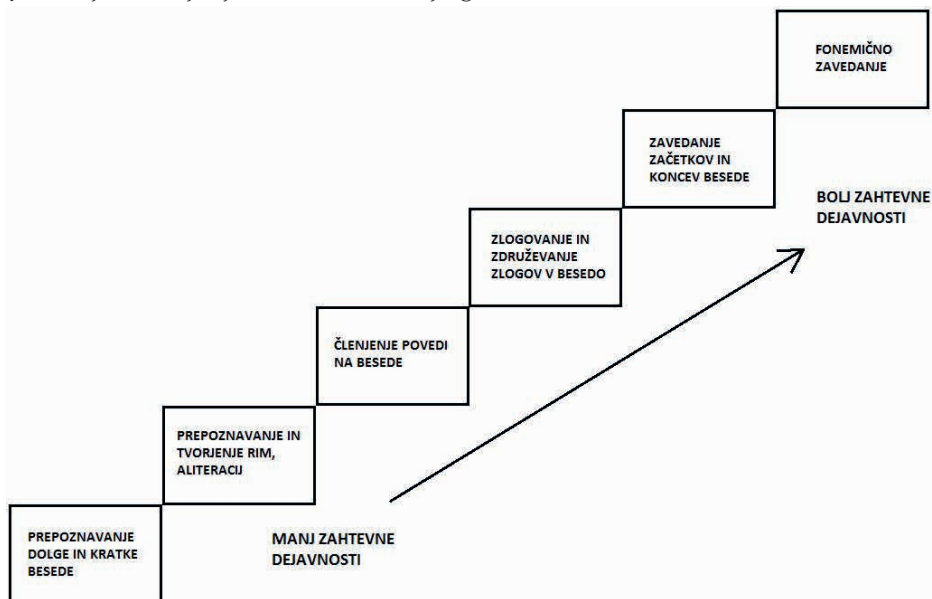 FONEMIČNO
ZAVEDANJE
ZAVEDANJE
ZAČETKOV IN
KONCEV BESEDE
BOLJ ZAHTEVNE
DEJAVNOSTI
ZLOGOVANJE IN
ZDRUŽEVANJE
ZLOGOV V BESEDO
ČLENJENJE POVEDI
NA BESEDE
PREPOZNAVANJE IN
TVORJENJE RIM,
ALITERACIJ
MANJ ZAHTEVNE
DEJAVNOSTI
PREPOZNAVANJE
DOLGE IN KRATKE
BESEDE